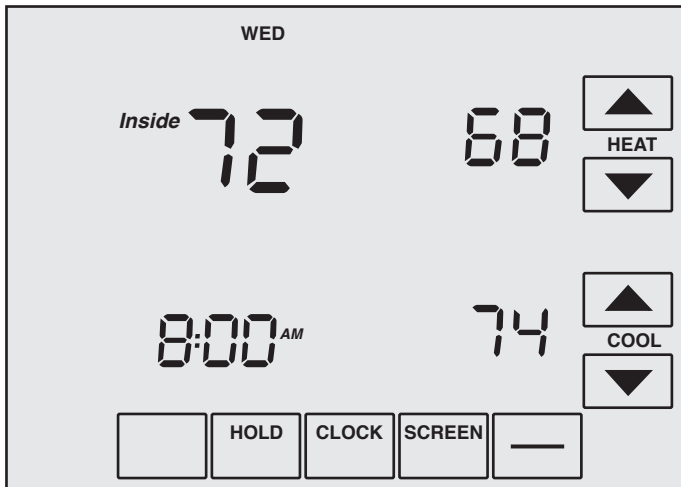 WED
Inside 72 68
HEAT
8:00 AM 74
COOL
HOLD CLOCK SCREEN